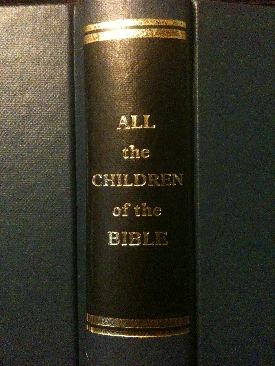 ALL
the
CHILDREN
of the
BIBLE